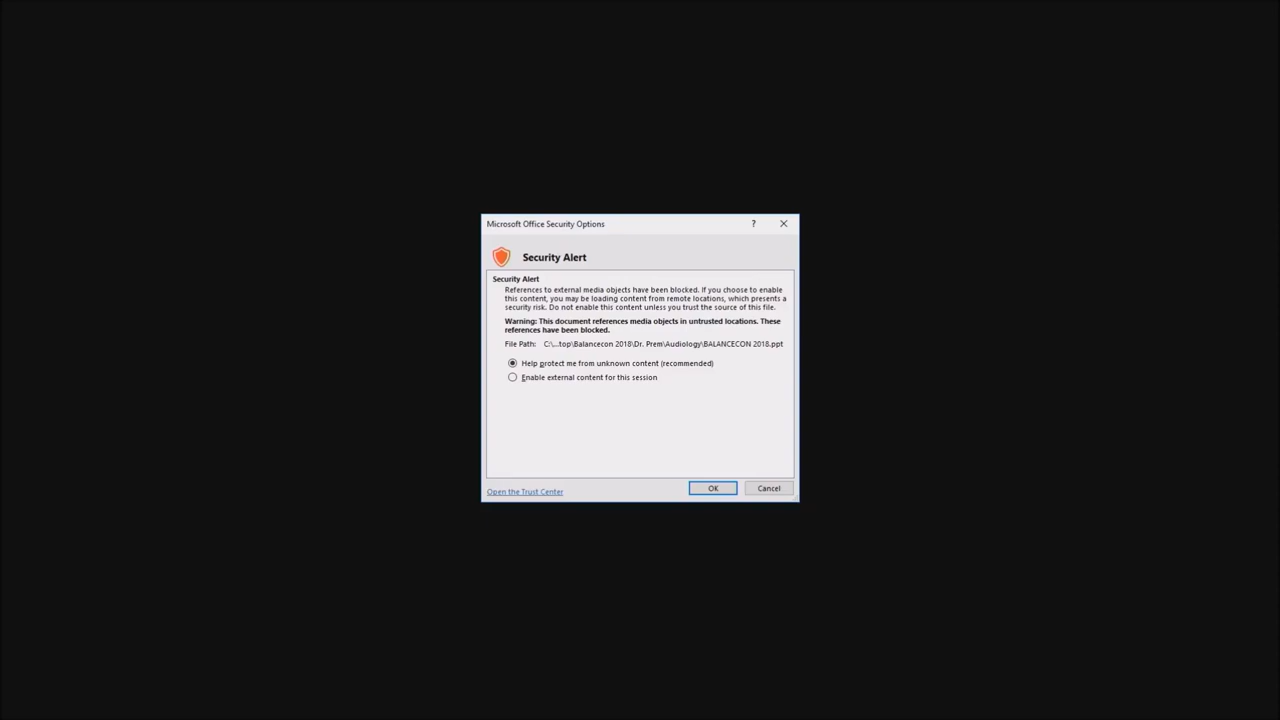 Microsoft Office Security Options
?
Security Alert
Security Alert
References to external media objects have been blocked. If you choose to enable
this content, you may be loading content from remote locations, which presents a
security risk. Do not enable this content unless you trust the source of this file.
Warning: This document references media objects in untrusted locations. These
references have been blocked.
File Path: C:\...top\Balancecon 2018\Dr. Prem\Audiology\BALANCECON 2018.ppt
Help protect me from unknown content (recommended)
Enable external content for this session
Open the Trust Center
OK
Cancel